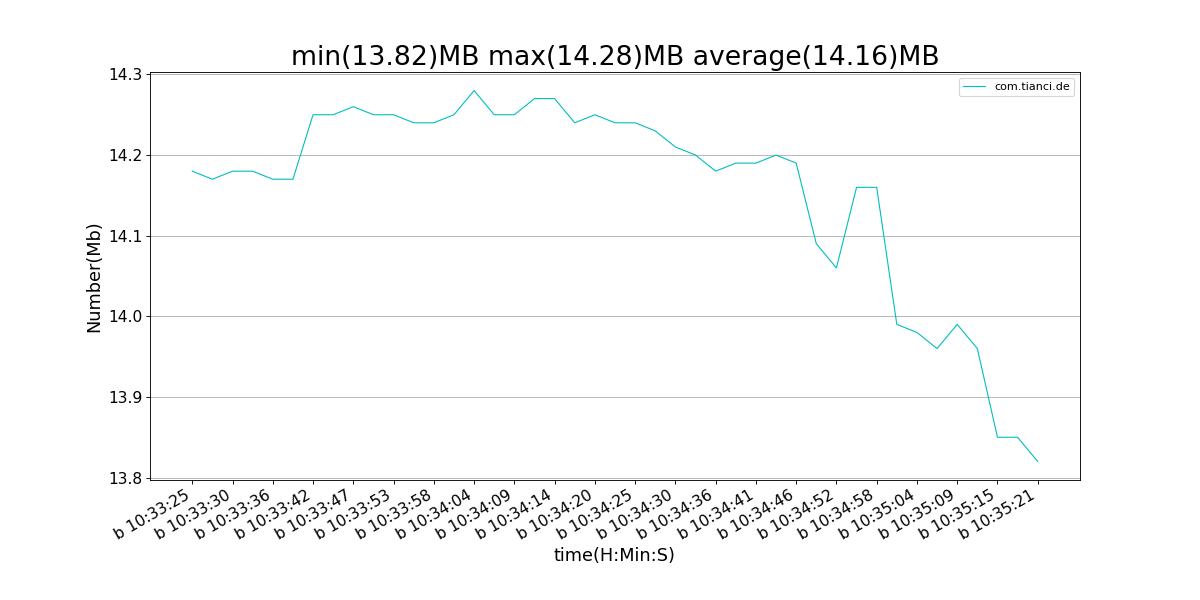 min(13.82)MB max(14.28)MB average(14.16)MB
com.tianci.de
14.3
14.2
14.1
14.0
13.9
13.8
Number(Mb)
b 10:33:25
b 10:33:30
b 10:33:36
b 10:33:42
b 10:33:47
b 10:33:53
b 10:33:58
b 10:34:04
b 10:34:09
b 10:34:14
b 10:34:20
b 10:34:25
b 10:34:30
b 10:34:36
b 10:34:41
b 10:34:46
b 10:34:52
b 10:34:58
b 10:35:04
b 10:35:09
b 10:35:15
b 10:35:21
time(H:Min:S)